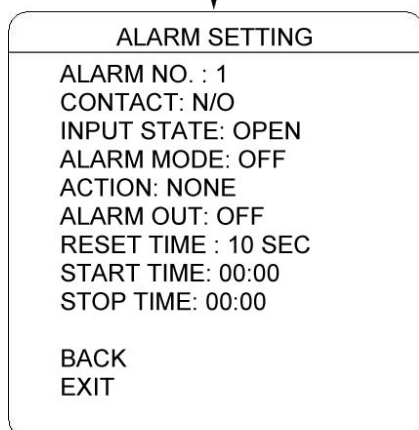 ALARM SETTING
ALARM NO. : 1
CONTACT: N/O
INPUT STATE: OPEN
ALARM MODE: OFF
ACTION: NONE
ALARM OUT: OFF
RESET TIME : 10 SEC
START TIME: 00:00
STOP TIME: 00:00
BACK
EXIT